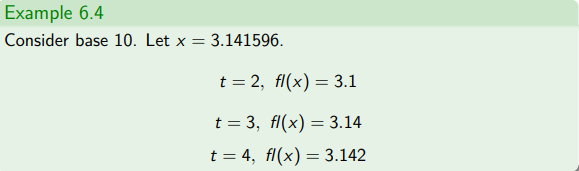 Example 6.4
Consider base 10. Let x = 3.141596.
t = 2, fl(x) = 3.1
t = 3, fl(x) = 3.14
t = 4, fl(x) = 3.142